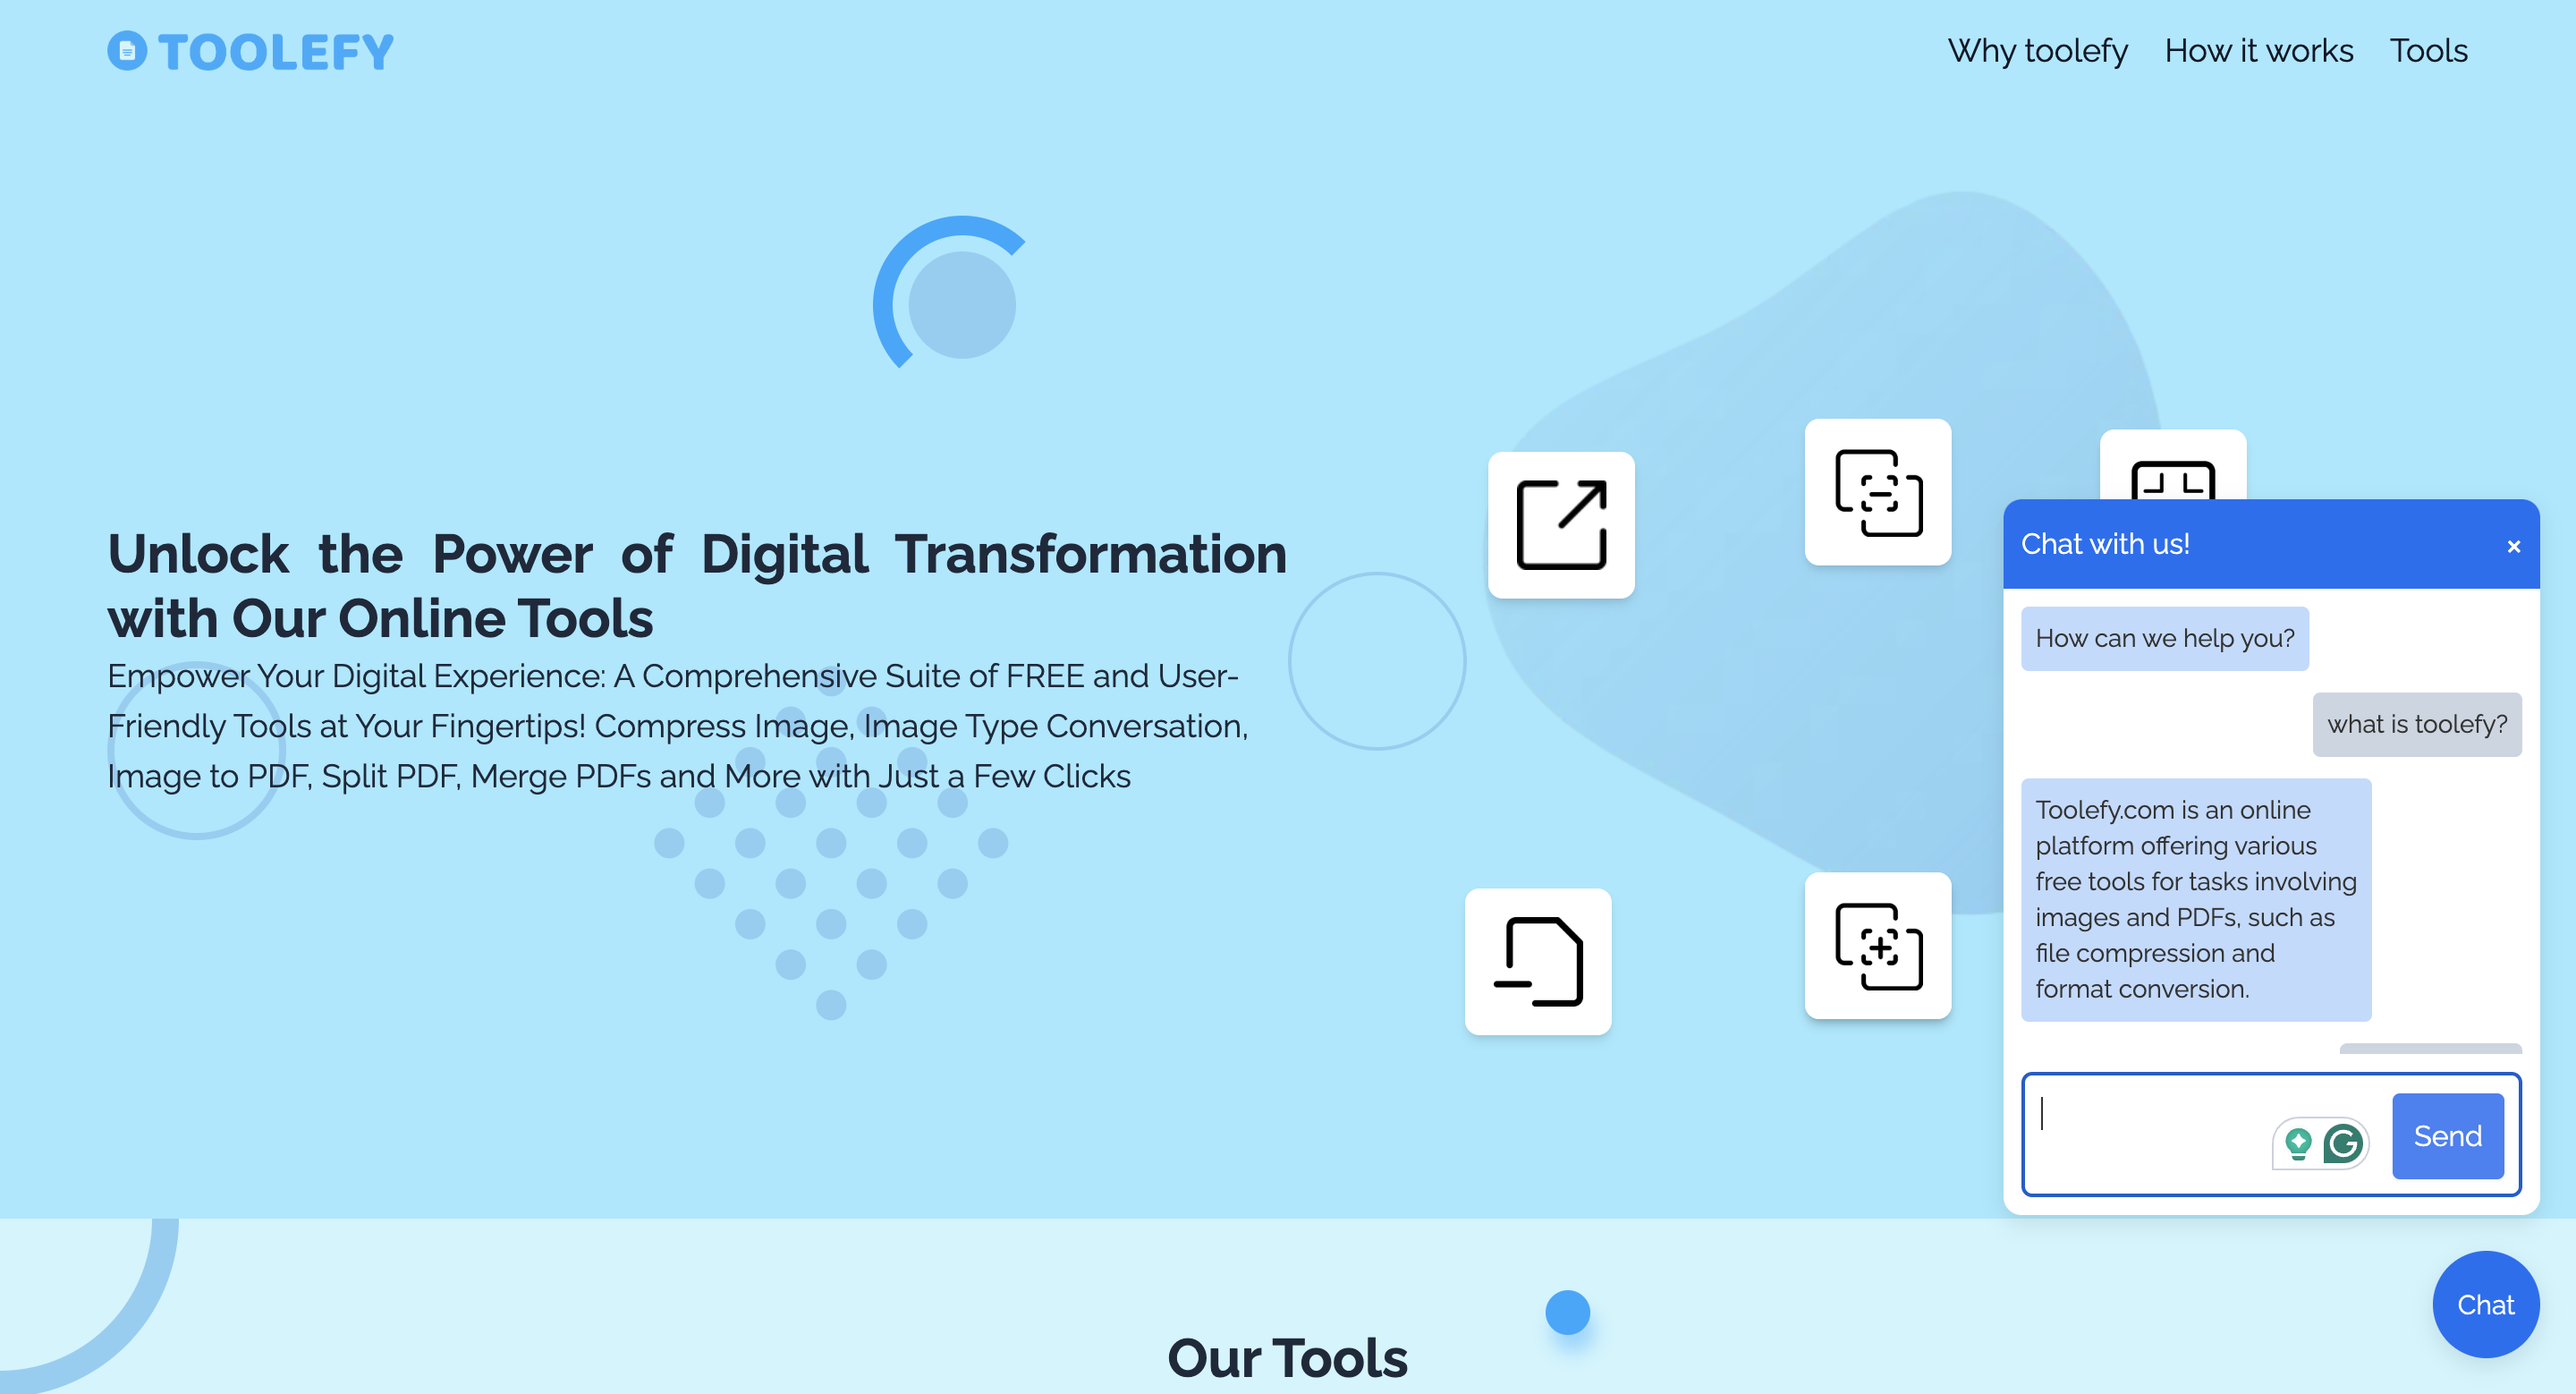 TOOLEFY
Why toolefy How it works Tools
Unlock the Power of Digital Transformation
with Our Online Tools
Empower Your Digital Experience: A Comprehensive Suite of FREE and User-
Friendly Tools at Your Fingertips! Compress Image, Image Type Conversation,
Image to PDF, Split PDF, Merge PDFs and More with Just a Few Clicks
Chat with us!
×
How can we help you?
what is toolefy?
Toolefy.com is an online
platform offering various
free tools for tasks involving
images and PDFs, such as
file compression and
format conversion.
Send
Chat
Our Tools